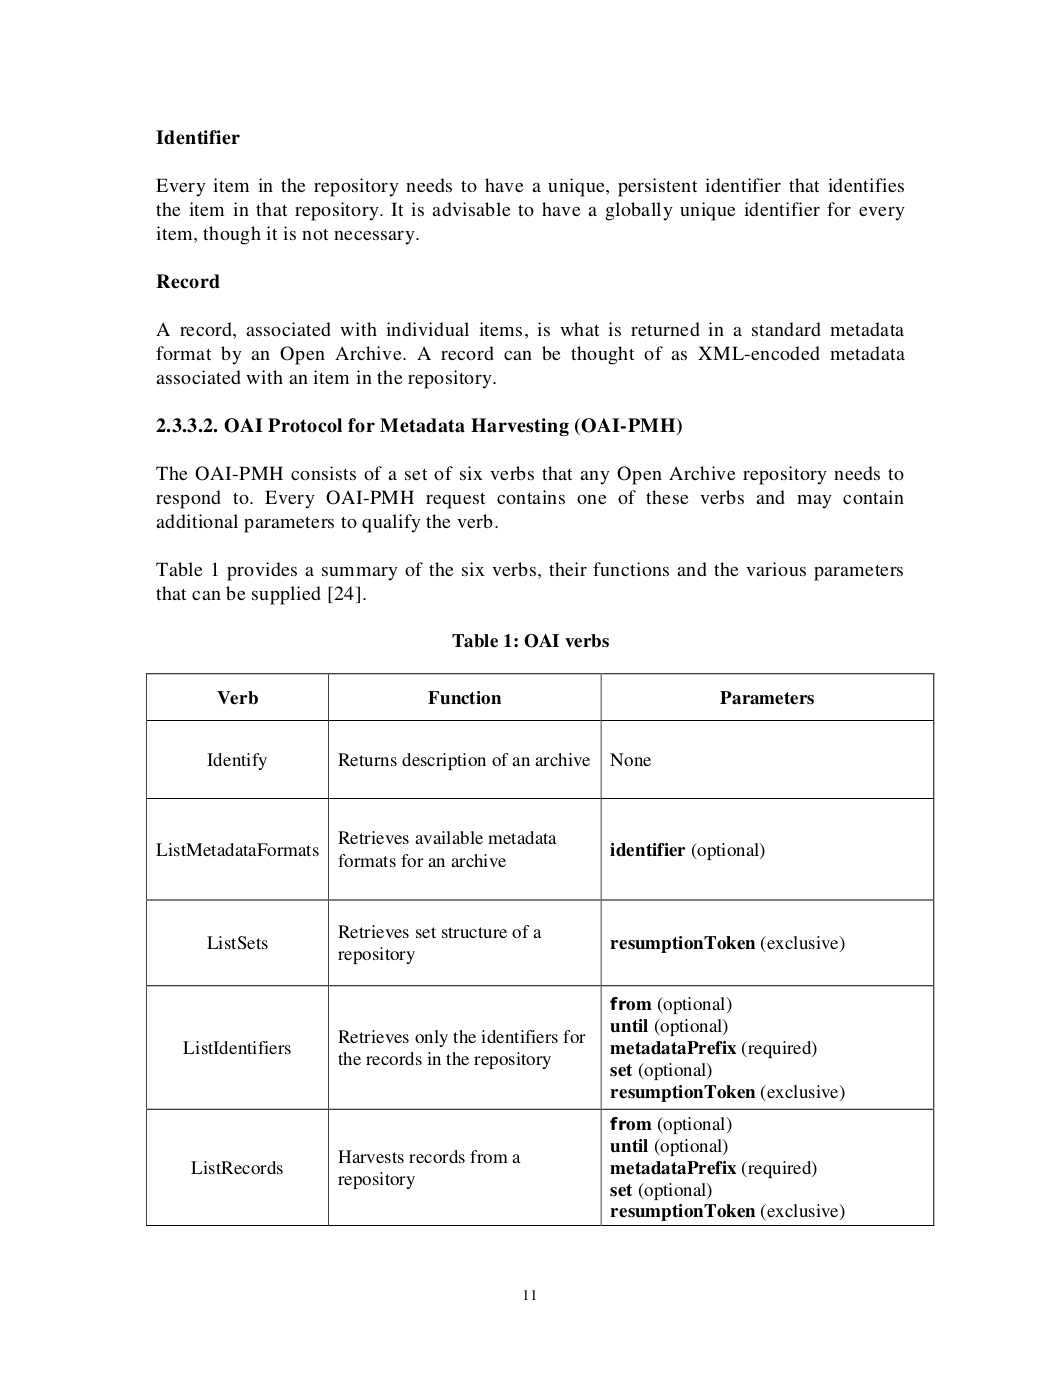 Identifier
Every item in the repository needs to have a unique, persistent identifier that identifies
the item in that repository. It is advisable to have a globally unique identifier for every
item, though it is not necessary.
Record
A record, associated with individual items, is what is returned in a standard metadata
format by an Open Archive. A record can be thought of as XML-encoded metadata
associated with an item in the repository.
2.3.3.2. OAI Protocol for Metadata Harvesting (OAI-PMH)
The OAI-PMH consists of a set of six verbs that any Open Archive repository needs to
respond to. Every OAI-PMH request contains one of these verbs and may contain
additional parameters to qualify the verb.
Table 1 provides a summary of the six verbs, their functions and the various parameters
that can be supplied [24].
Table 1: OAI verbs
Verb Function Parameters
Identify Returns description of an archive None
ListMetadataFormats
Retrieves available metadata
formats for an archive
identifier (optional)
ListSets
Retrieves set structure of a
repository
resumptionToken (exclusive)
ListIdentifiers
Retrieves only the identifiers for
the records in the repository
from (optional)
until (optional)
metadataPrefix (required)
set (optional)
resumptionToken (exclusive)
ListRecords
Harvests records from a
repository
from (optional)
until (optional)
metadataPrefix (required)
set (optional)
resumptionToken (exclusive)
11